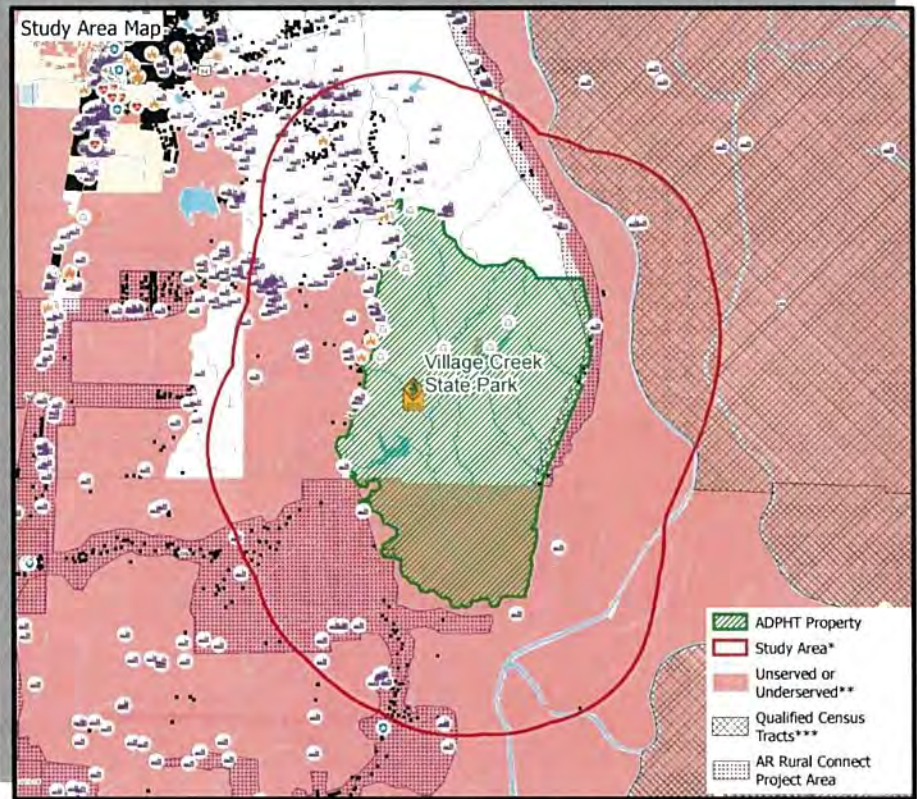 Study Area Map
Village Creek
State Park
ADPHT Property
Study Area*
Unserved or
Underserved**
Qualified Census
Tracts***
AR Rural Connect
Project Area